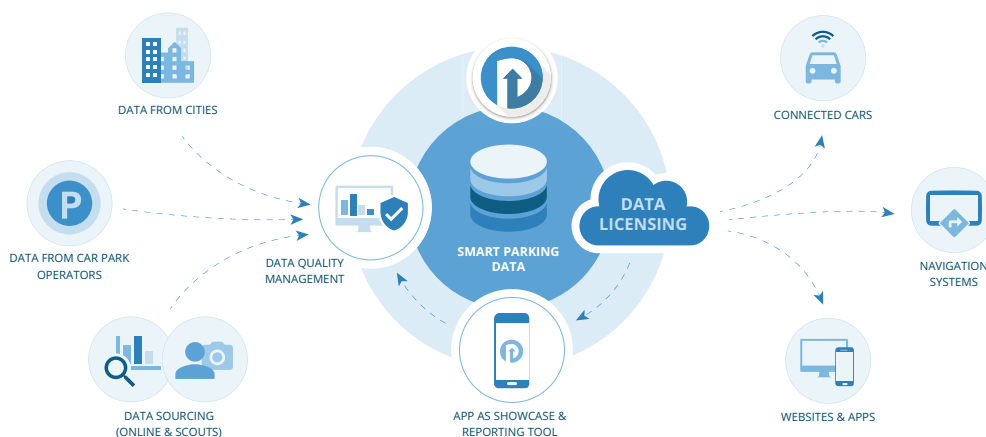 DATA FROM CITIES
P
DATA FROM CAR PARK
OPERATORS
DATA SOURCING
(ONLINE & SCOUTS)
DATA QUALITY
MANAGEMENT
SMART PARKING
DATA
APP AS SHOWCASE &
REPORTING TOOL
DATA
LICENSING
CONNECTED CARS
NAVIGATION
SYSTEMS
WEBSITES & APPS